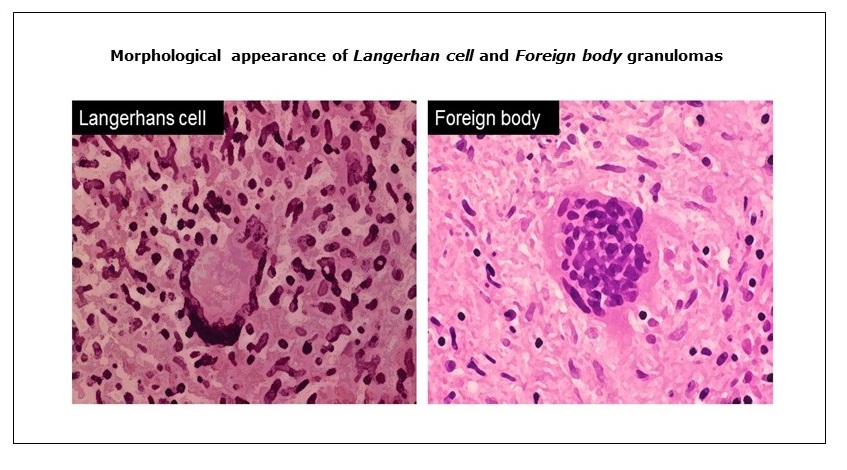 Morphological appearance of Langerhan cell and Foreign body granulomas
Langerhans cell
Foreign body